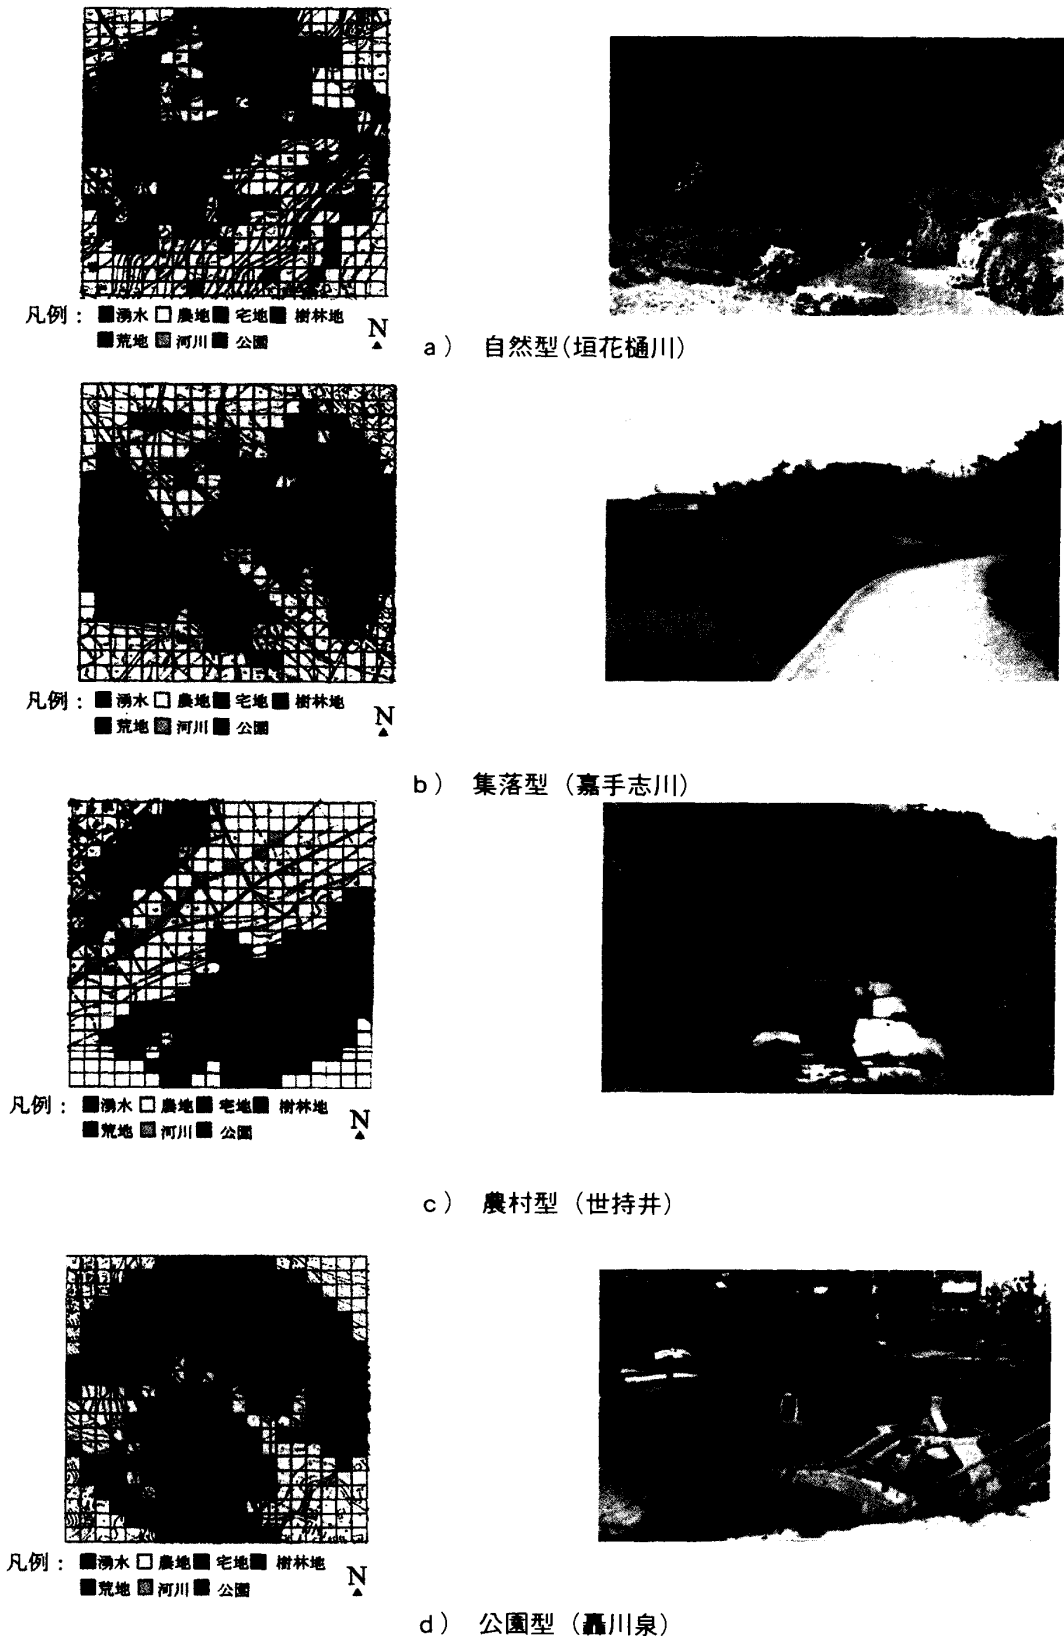 凡例： ■湧水 □ 農地 ■ 宅地 ■ 樹林地
■荒地 ▩ 河川 ■ 公園
N
a） 自然型(垣花樋川)
凡例： ■湧水 □ 農地 ■ 宅地 ■ 樹林地
■荒地 ▩ 河川 ■ 公園
N
b） 集落型（嘉手志川）
凡例： ■湧水 □ 農地 ■ 宅地 ■ 樹林地
■荒地 ▩ 河川 ■ 公園
N
c） 農村型（世持井）
凡例： ■湧水 □ 農地 ■ 宅地 ■ 樹林地
■荒地 ▩ 河川 ■ 公園
N
d） 公園型（轟川泉）